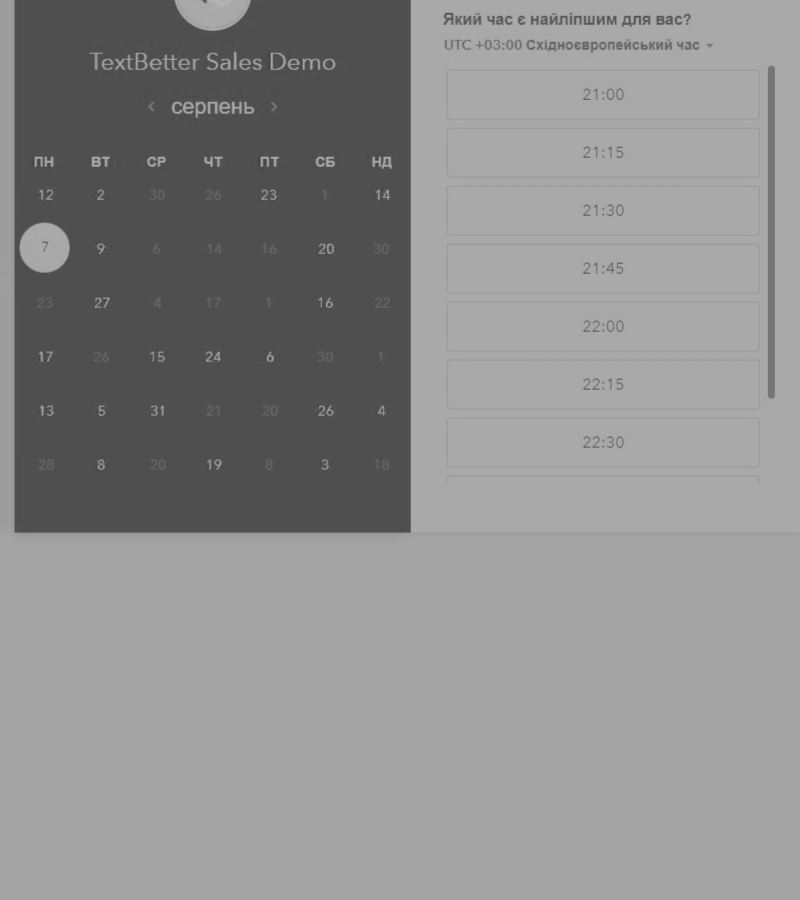 TextBetter Sales Demo
серпень
ПН ВТ СР ЧТ ПТ СБ НД
12 2 30 26 23 1 14
7 9 6 14 16 20 30
23 27 4 17 1 16 22
17 26 15 24 6 30 1
13 5 31 21 20 26 4
28 8 20 19 8 3 18
Який час є найліпшим для вас?
UTC +03:00 Східноєвропейський час
21:00
21:15
21:30
21:45
22:00
22:15
22:30